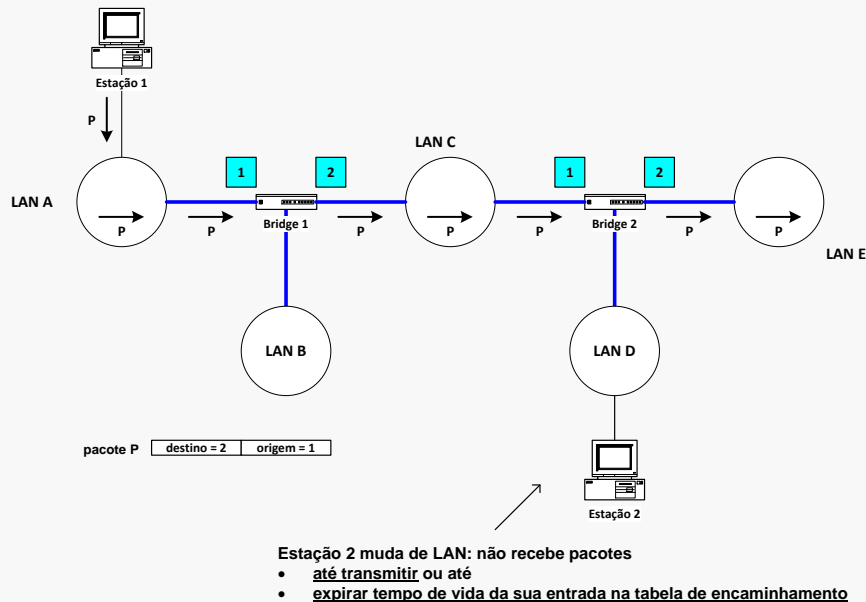 Estação 1
P
LAN C
1 2 1 2
LAN A
P P P P P P P
Bridge 1 Bridge 2
LAN E
LAN B LAN D
pacote P destino = 2 origem = 1
Estação 2
Estação 2 muda de LAN: não recebe pacotes
• até transmitir ou até
• expirar tempo de vida da sua entrada na tabela de encaminhamento